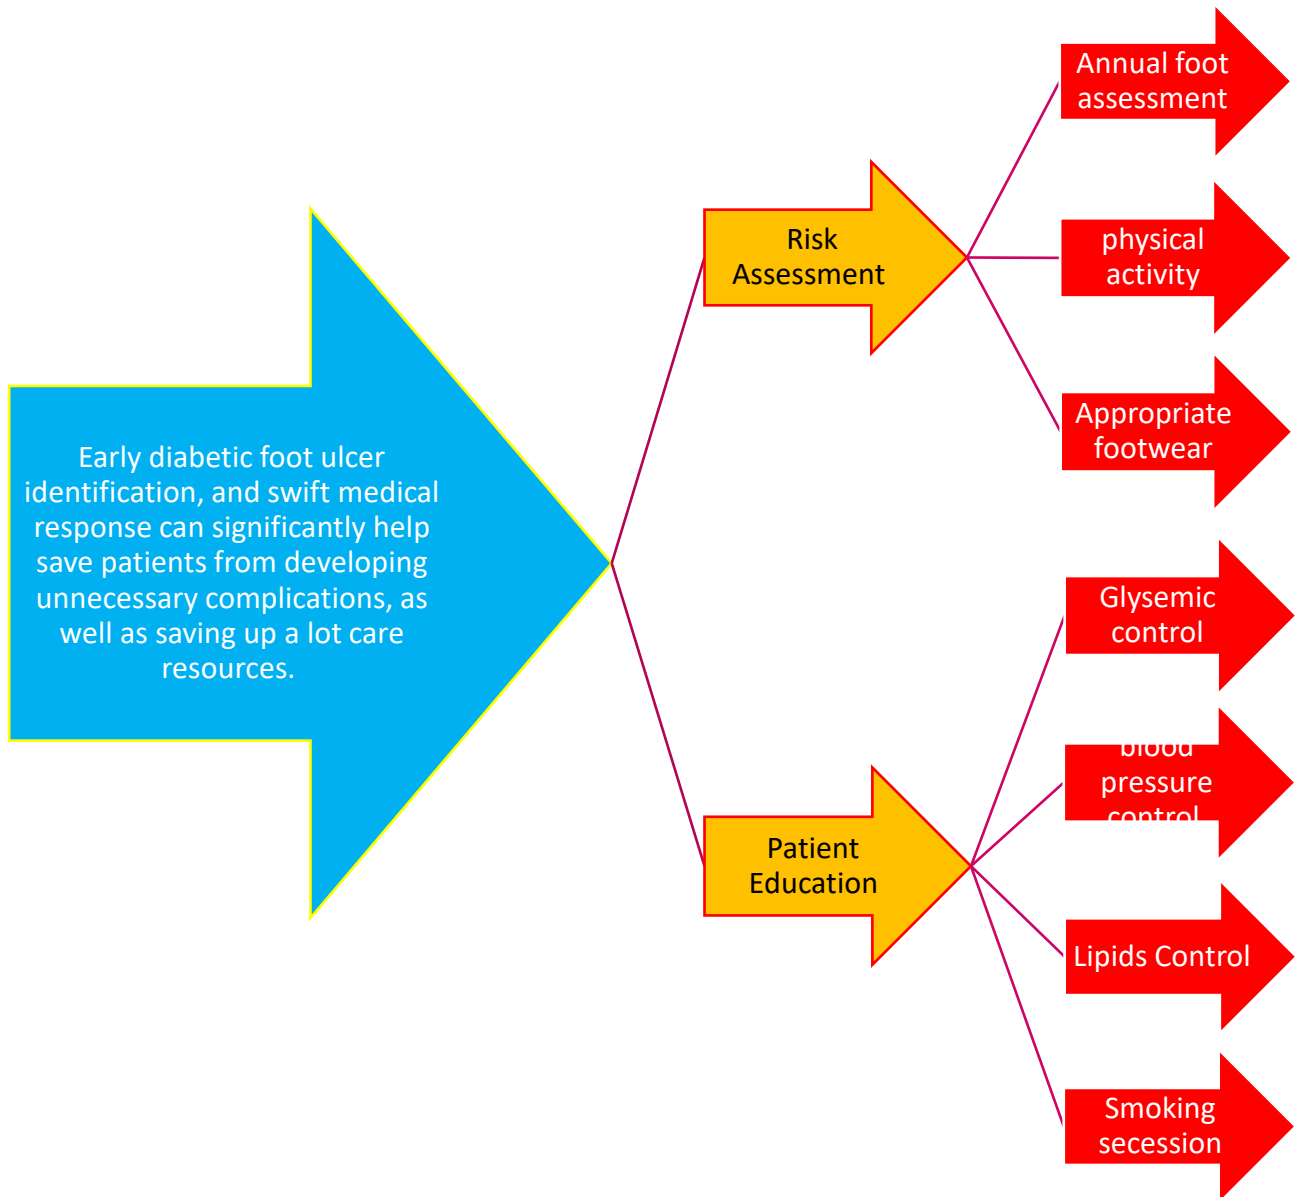 Early diabetic foot ulcer
identification, and swift medical
response can significantly help
save patients from developing
unnecessary complications, as
well as saving up a lot care
resources.
Risk
Assessment
Annual foot
assessment
physical
activity
Appropriate
footwear
Patient
Education
Glysemic
control
blood
pressure
control
Lipids Control
Smoking
secession